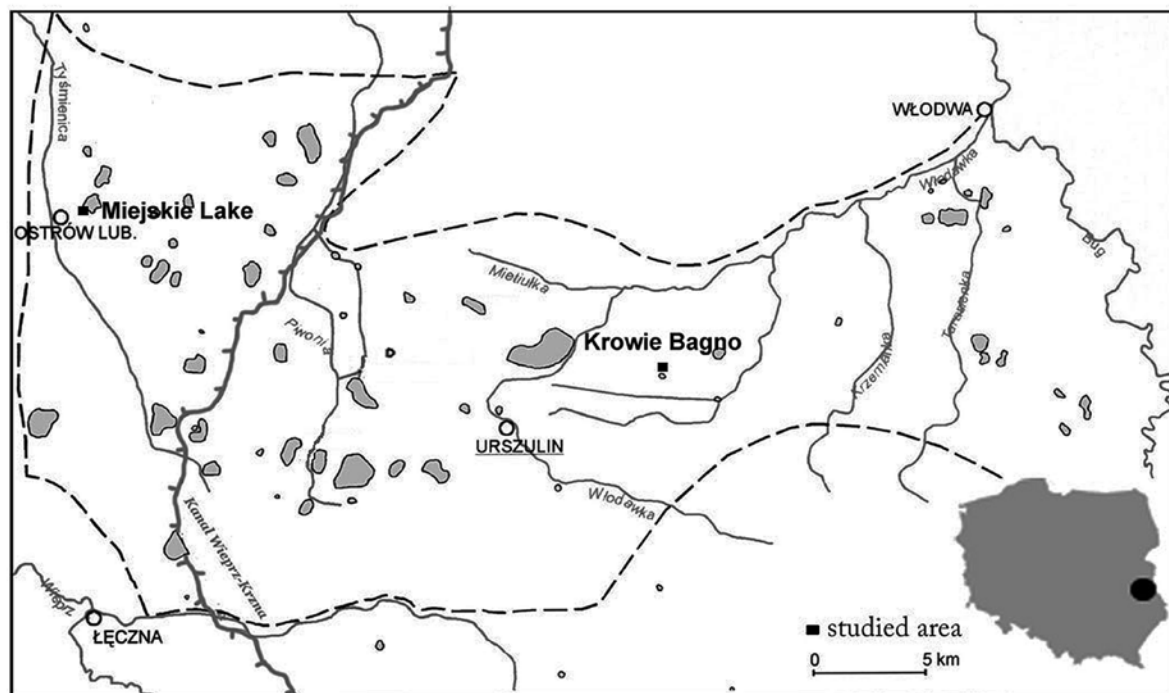 Tyśmienica
WŁODWA
Włodawka
Miejskie Lake
OSTRÓW LUB.
Bug
Mietiułka
Tarasienka
Piwonia
Krowie Bagno
Krzemianka
URSZULIN
Włodawka
Kanał Wieprz-Krzna
Wieprz
ŁĘCZNA
studied area
0 5 km